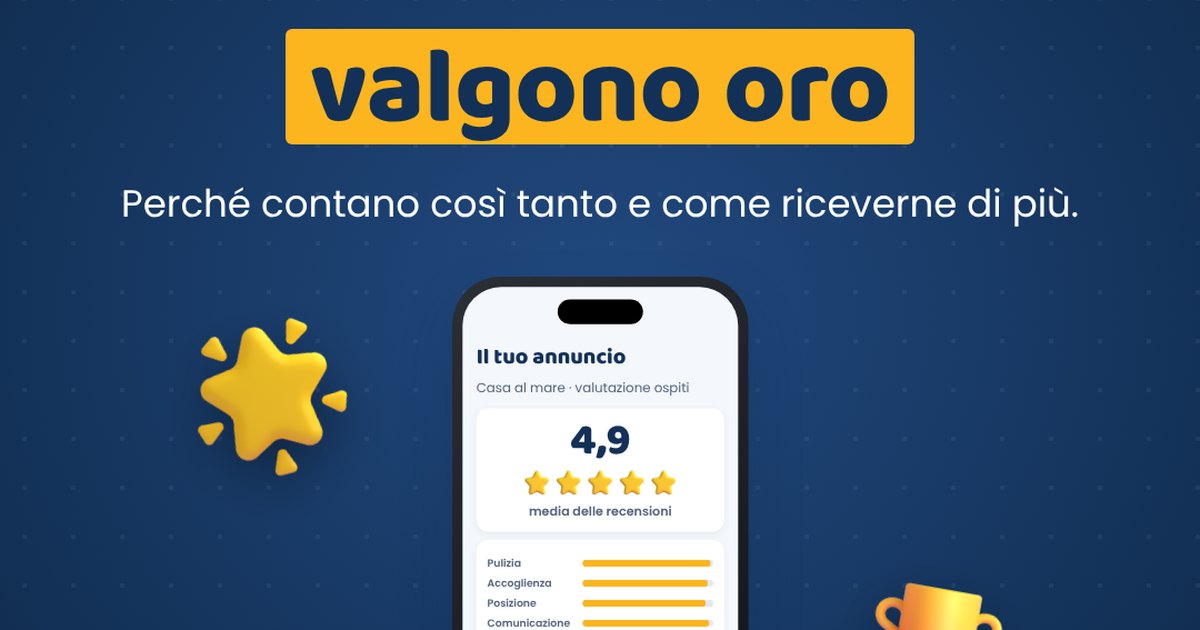 valgono oro
Perché contano così tanto e come riceverne di più.
Il tuo annuncio
Casa al mare · valutazione ospiti
4,9
media delle recensioni
Pulizia
Accoglienza
Posizione
Comunicazione